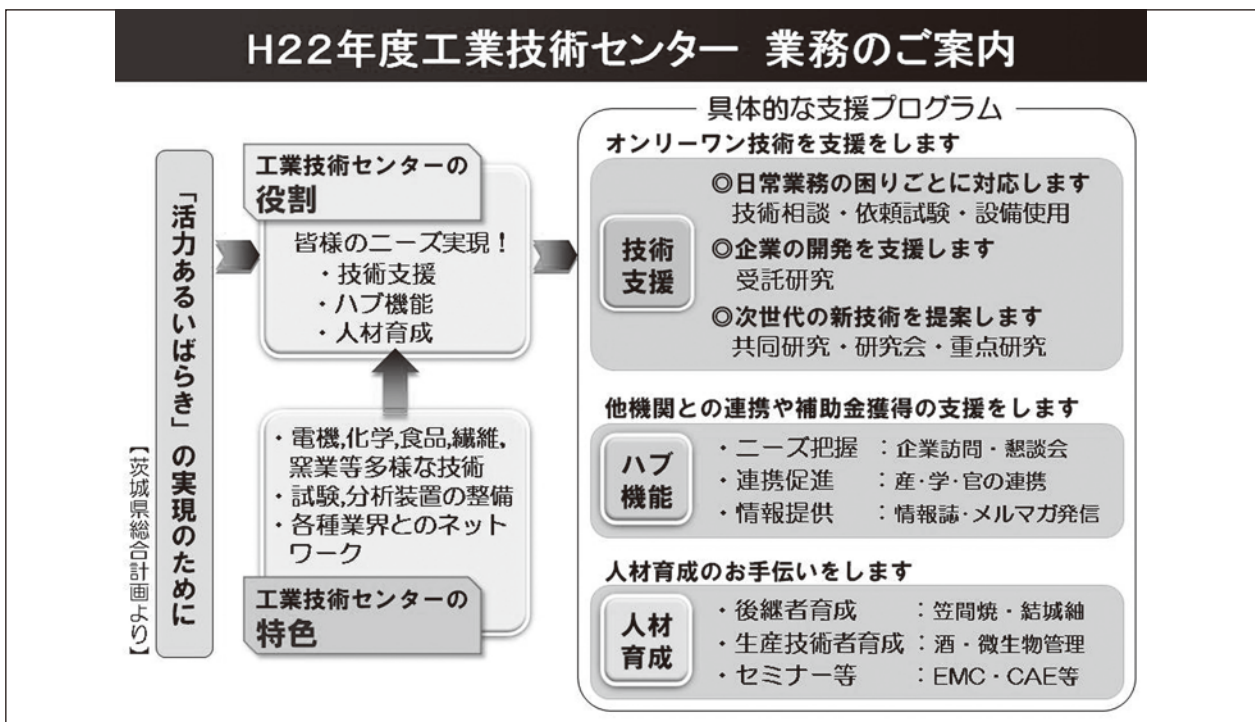 H22年度工業技術センター 業務のご案内
「活力あるいばらき」の実現のために
【茨城県総合計画より】
工業技術センターの
役割
皆様のニーズ実現!
・技術支援
・ハブ機能
・人材育成
・電機,化学,食品,繊維,
窯業等多様な技術
・試験,分析装置の整備
・各種業界とのネット
ワーク
工業技術センターの
特色
具体的な支援プログラム
オンリーワン技術を支援をします
技術
支援
◎日常業務の困りごとに対応します
技術相談・依頼試験・設備使用
◎企業の開発を支援します
受託研究
◎次世代の新技術を提案します
共同研究・研究会・重点研究
他機関との連携や補助金獲得の支援をします
ハブ
機能
・ニーズ把握 :企業訪問・懇談会
・連携促進 :産・学・官の連携
・情報提供 :情報誌・メルマガ発信
人材育成のお手伝いをします
人材
育成
・後継者育成 :笠間焼・結城紬
・生産技術者育成:酒・微生物管理
・セミナー等 :EMC・CAE等